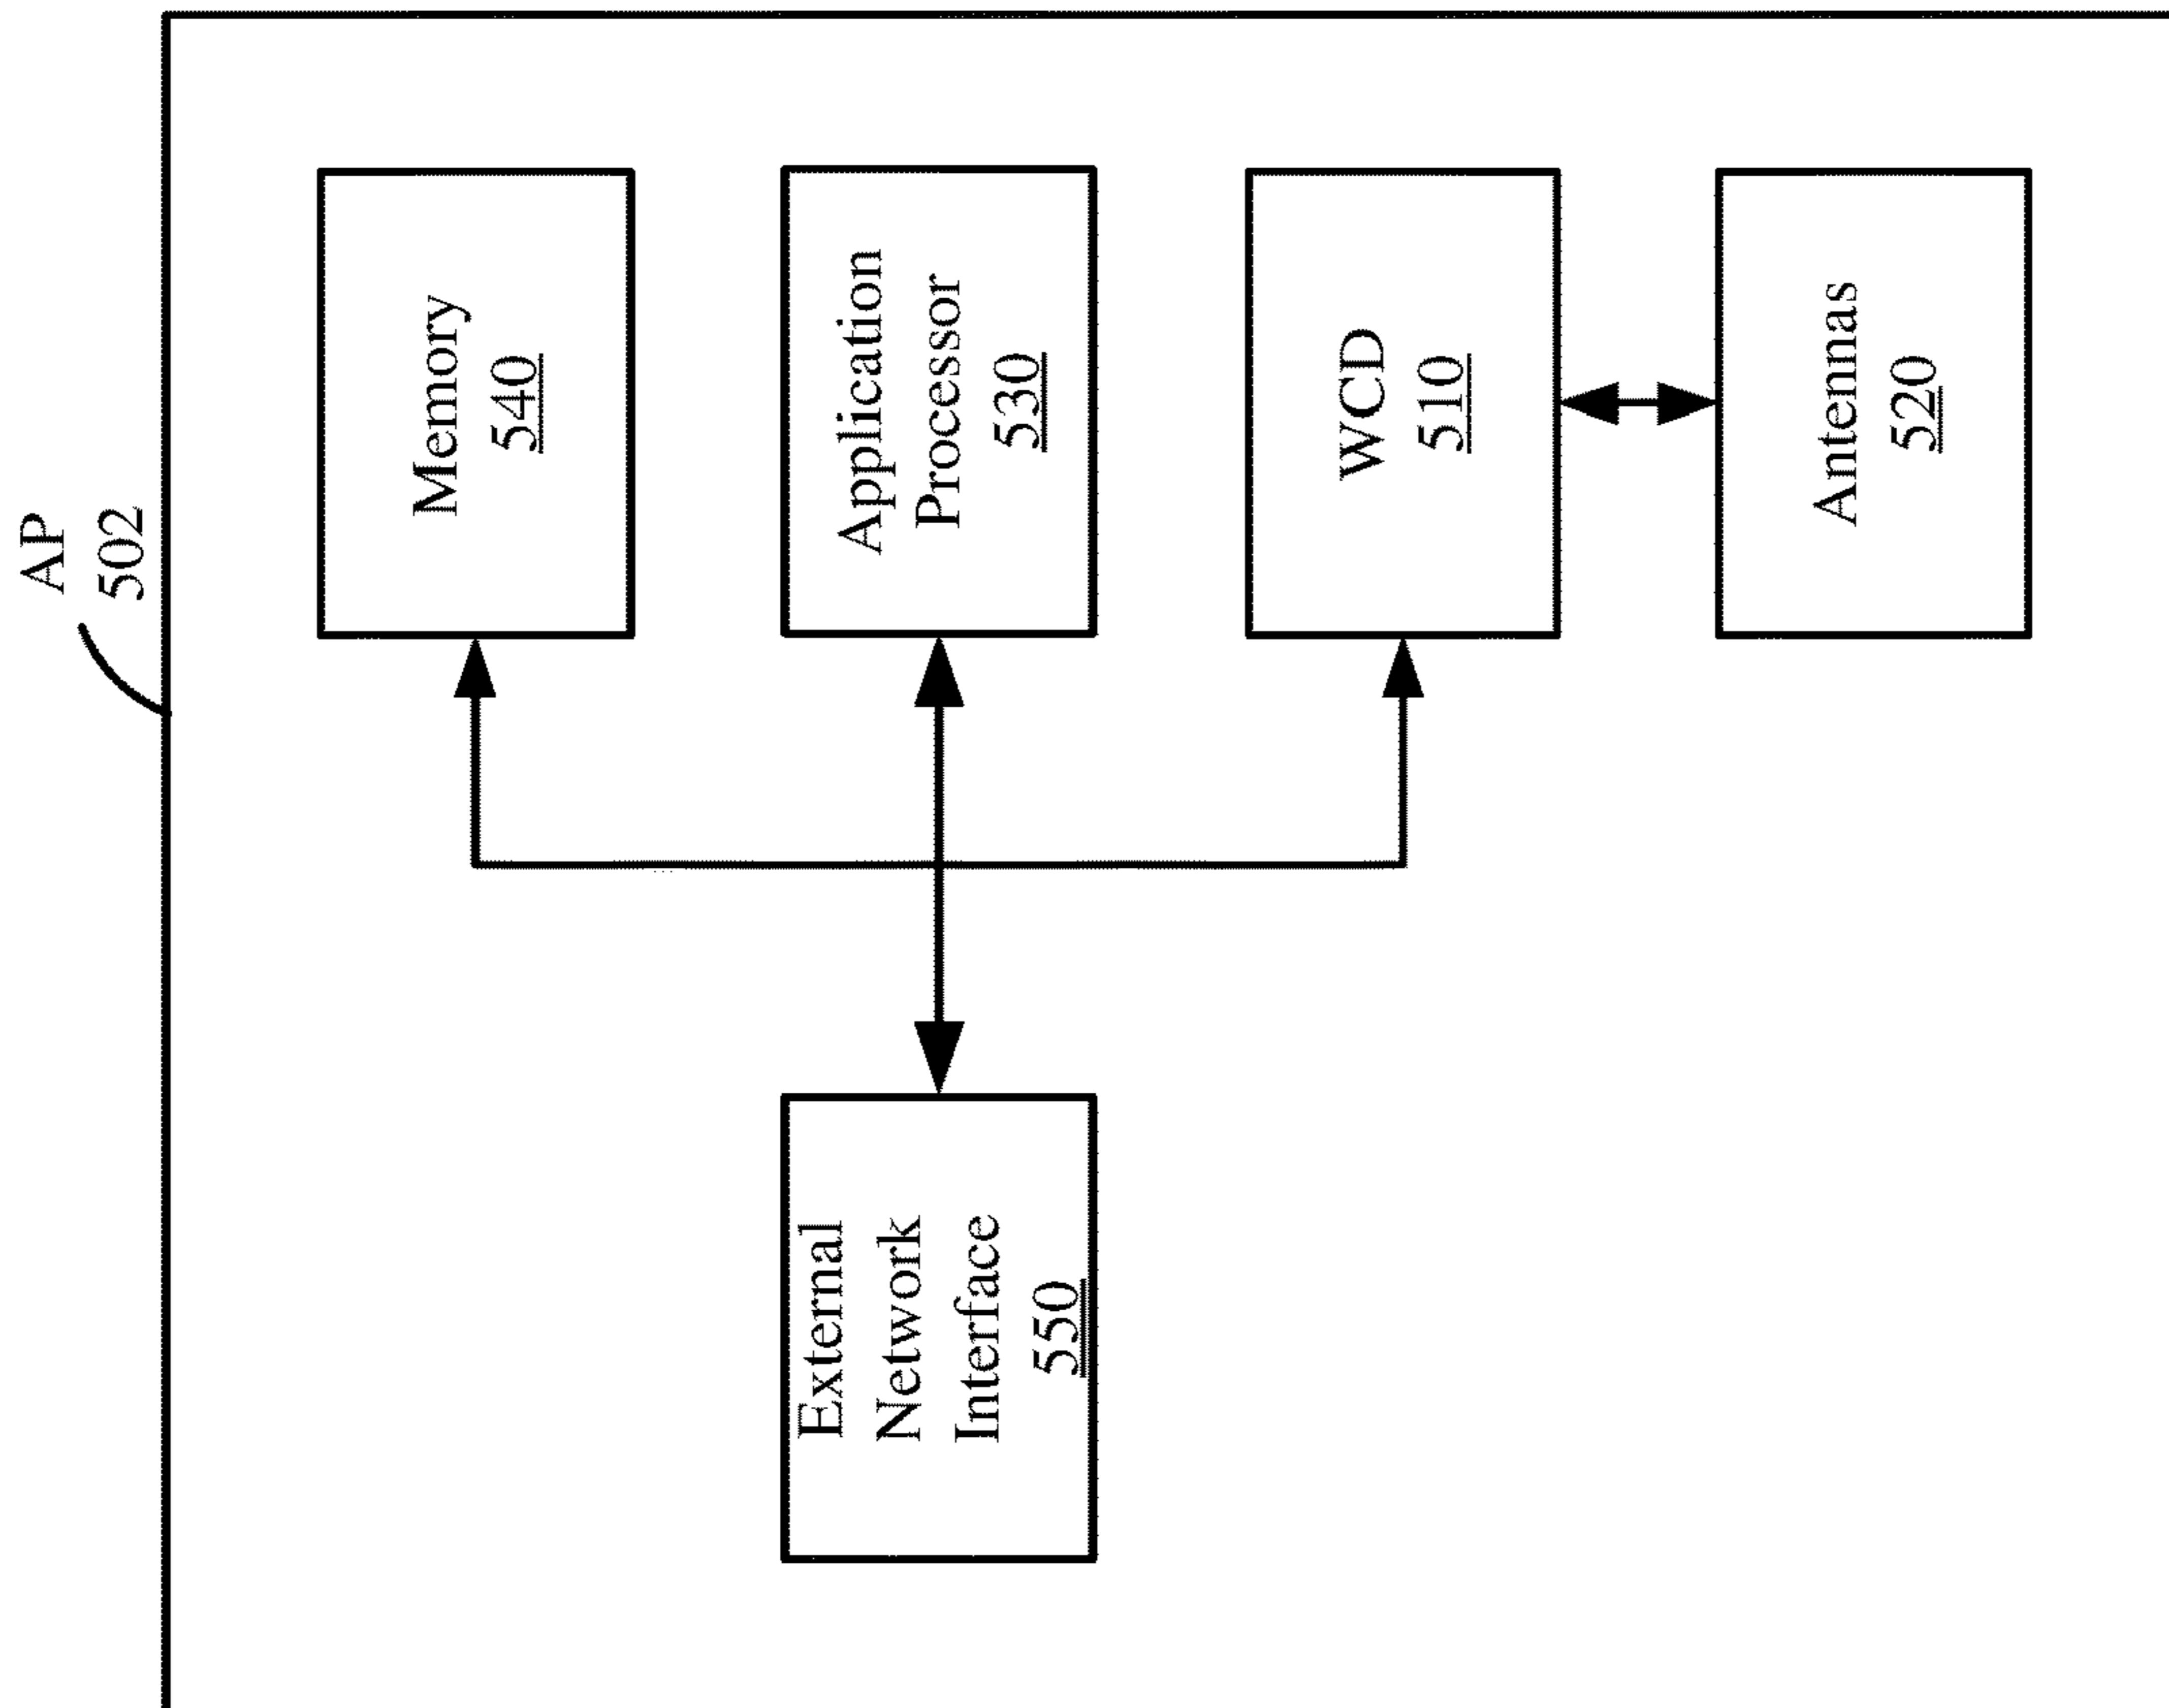 AP
502
Memory
540
Application
Processor
530
WCD
510
Antennas
520
External
Network
Interface
550